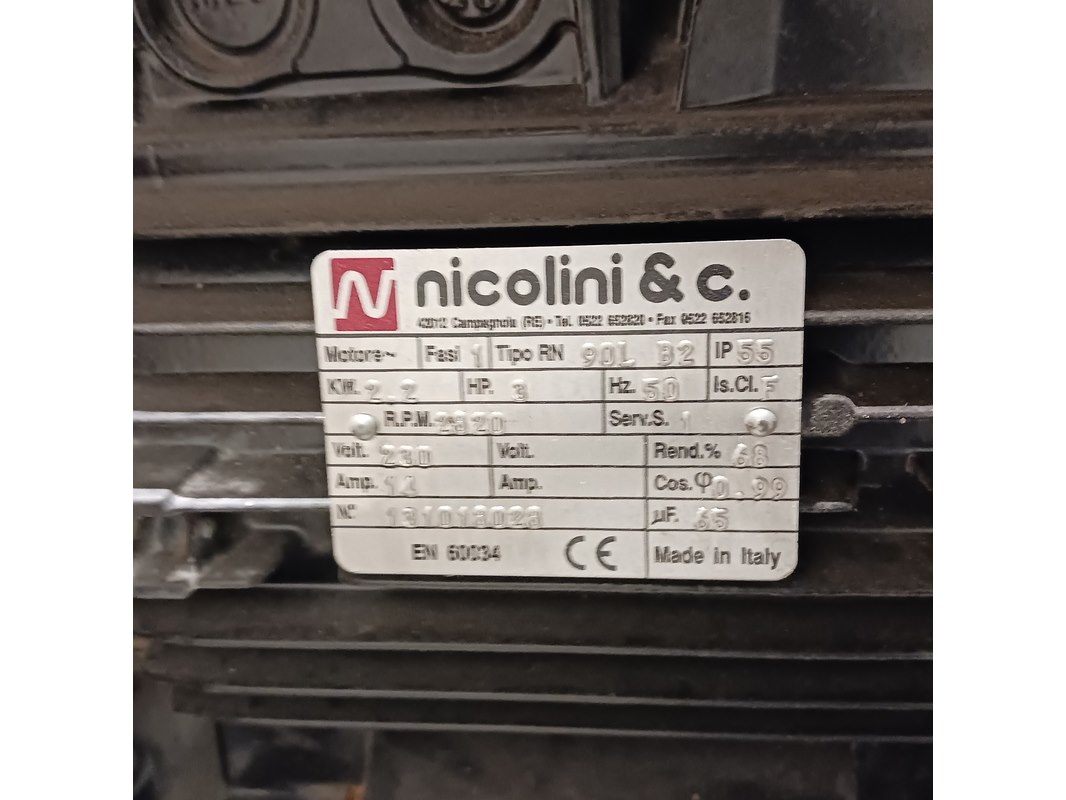 nicolini & c.
42012 Campagnola (RE) • Tel. 0522 652820 • Fax 0522 652816
Motore~ Fasi 1 Tipo RN 90L B2 IP 55
KW. 2.2 HP. 3 Hz. 50 Is.Cl. F
R.P.M. 2820 Serv.S. 1
Volt. 230 Volt. Rend.% 68
Amp. 14 Amp. Cos.φ 0.99
N° 131018028 µF. 65
EN 60034 CE Made in Italy